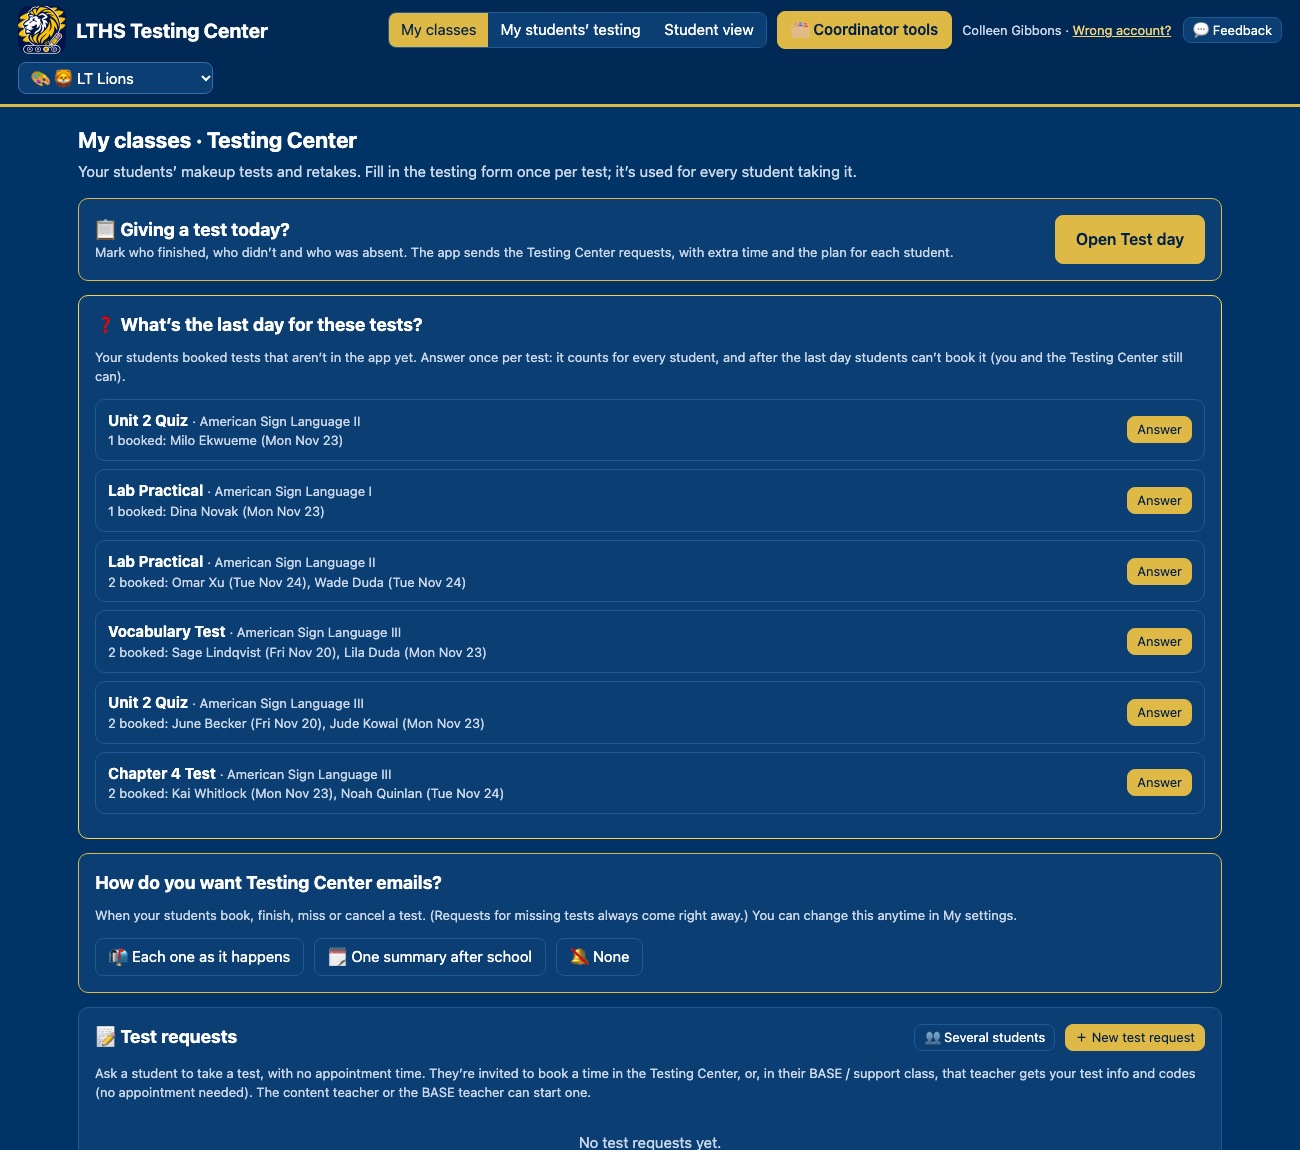 LTHS Testing Center
My classes
My students’ testing
Student view
Coordinator tools
Colleen Gibbons · Wrong account?
Feedback
LT Lions
My classes · Testing Center
Your students’ makeup tests and retakes. Fill in the testing form once per test; it’s used for every student taking it.
Giving a test today?
Mark who finished, who didn’t and who was absent. The app sends the Testing Center requests, with extra time and the plan for each student.
Open Test day
What’s the last day for these tests?
Your students booked tests that aren’t in the app yet. Answer once per test: it counts for every student, and after the last day students can’t book it (you and the Testing Center still
can).
Unit 2 Quiz · American Sign Language II
1 booked: Milo Ekwueme (Mon Nov 23)
Answer
Lab Practical · American Sign Language I
1 booked: Dina Novak (Mon Nov 23)
Answer
Lab Practical · American Sign Language II
2 booked: Omar Xu (Tue Nov 24), Wade Duda (Tue Nov 24)
Answer
Vocabulary Test · American Sign Language III
2 booked: Sage Lindqvist (Fri Nov 20), Lila Duda (Mon Nov 23)
Answer
Unit 2 Quiz · American Sign Language III
2 booked: June Becker (Fri Nov 20), Jude Kowal (Mon Nov 23)
Answer
Chapter 4 Test · American Sign Language III
2 booked: Kai Whitlock (Mon Nov 23), Noah Quinlan (Tue Nov 24)
Answer
How do you want Testing Center emails?
When your students book, finish, miss or cancel a test. (Requests for missing tests always come right away.) You can change this anytime in My settings.
Each one as it happens
One summary after school
None
Test requests
Several students
+ New test request
Ask a student to take a test, with no appointment time. They’re invited to book a time in the Testing Center, or, in their BASE / support class, that teacher gets your test info and codes
(no appointment needed). The content teacher or the BASE teacher can start one.
No test requests yet.